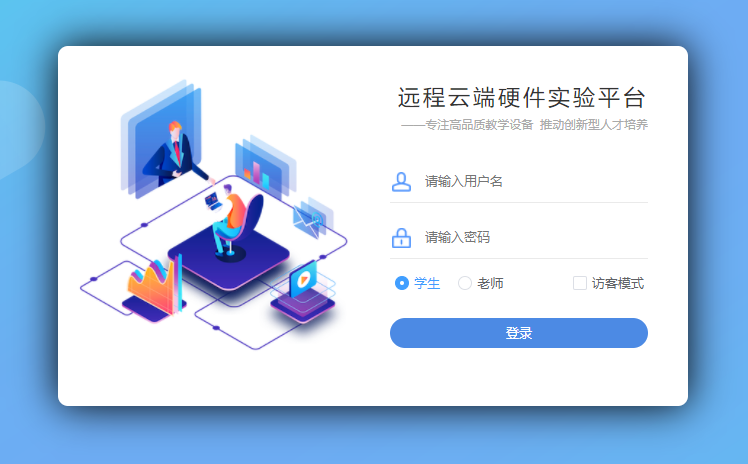 远程云端硬件实验平台
——专注高品质教学设备 推动创新型人才培养
请输入用户名
请输入密码
学生 老师 访客模式
登录